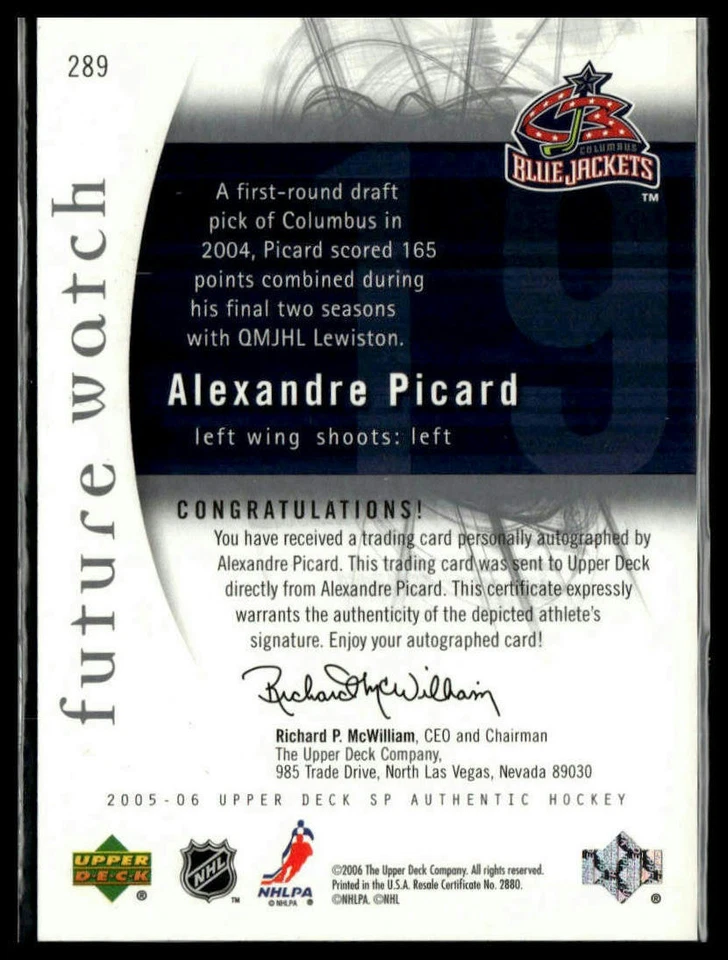 289
COLUMBUS
BLUE JACKETS
TM
19
future watch
A first-round draft
pick of Columbus in
2004, Picard scored 165
points combined during
his final two seasons
with QMJHL Lewiston.
Alexandre Picard
left wing shoots: left
CONGRATULATIONS!
You have received a trading card personally autographed by
Alexandre Picard. This trading card was sent to Upper Deck
directly from Alexandre Picard. This certificate expressly
warrants the authenticity of the depicted athlete's
signature. Enjoy your autographed card!
Richard P. McWilliam
Richard P. McWilliam, CEO and Chairman
The Upper Deck Company,
985 Trade Drive, North Las Vegas, Nevada 89030
2005-06 UPPER DECK SP AUTHENTIC HOCKEY
UPPER
D·E·C·K
®
NHL
TM
NHLPA
© NHLPA ®
©2006 The Upper Deck Company. All rights reserved.
Printed in the U.S.A. Resale Certificate No. 2880.
©NHLPA. ©NHL
®